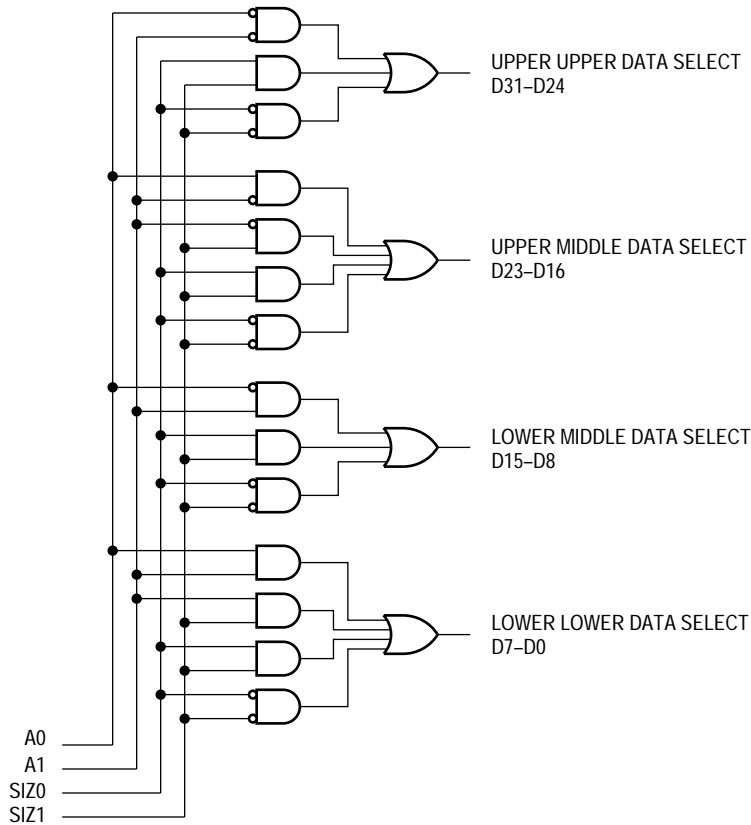 UPPER UPPER DATA SELECT
D31–D24
UPPER MIDDLE DATA SELECT
D23–D16
LOWER MIDDLE DATA SELECT
D15–D8
LOWER LOWER DATA SELECT
D7–D0
A0
A1
SIZ0
SIZ1